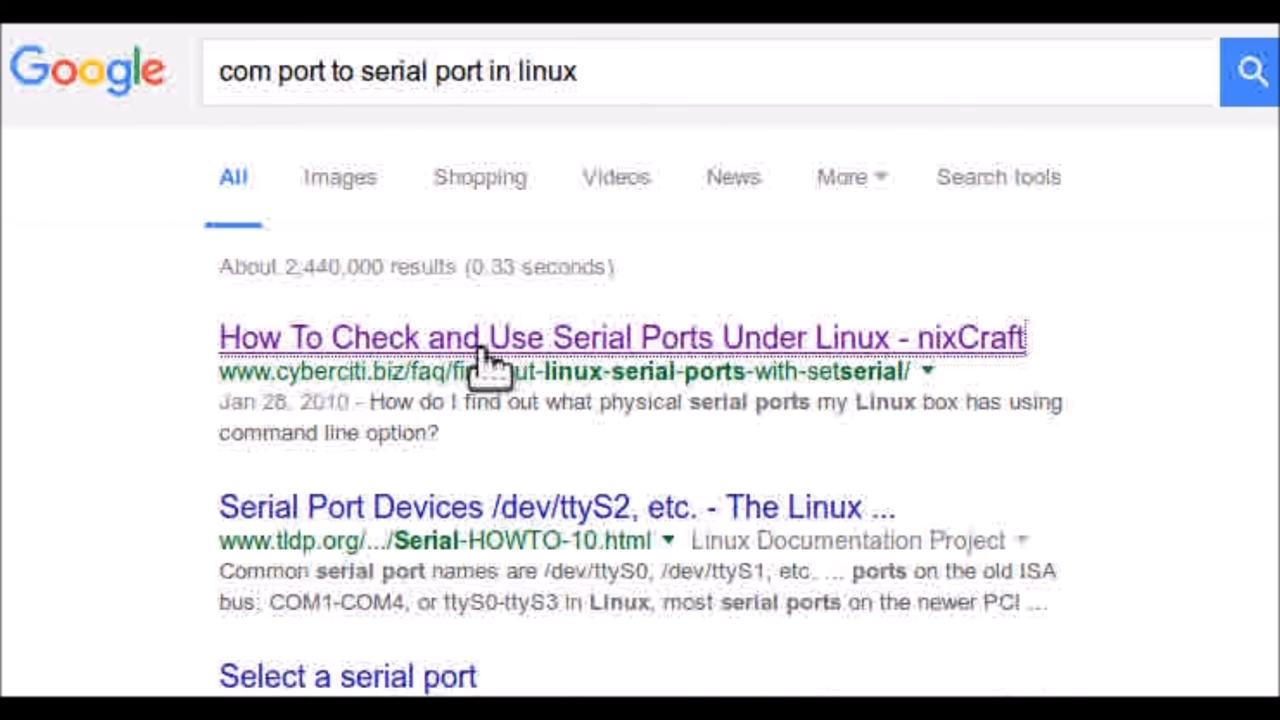 Google
com port to serial port in linux
All Images Shopping Videos News More Search tools
About 2,440,000 results (0.33 seconds)
How To Check and Use Serial Ports Under Linux - nixCraft
www.cyberciti.biz/faq/fi ut-linux-serial-ports-with-setserial/
Jan 28, 2010 - How do I find out what physical serial ports my Linux box has using
command line option?
Serial Port Devices /dev/ttyS2, etc. - The Linux ...
www.tldp.org/.../Serial-HOWTO-10.html Linux Documentation Project
Common serial port names are /dev/ttyS0, /dev/ttyS1, etc. ... ports on the old ISA
bus: COM1-COM4, or ttyS0-ttyS3 in Linux, most serial ports on the newer PCI ...
Select a serial port